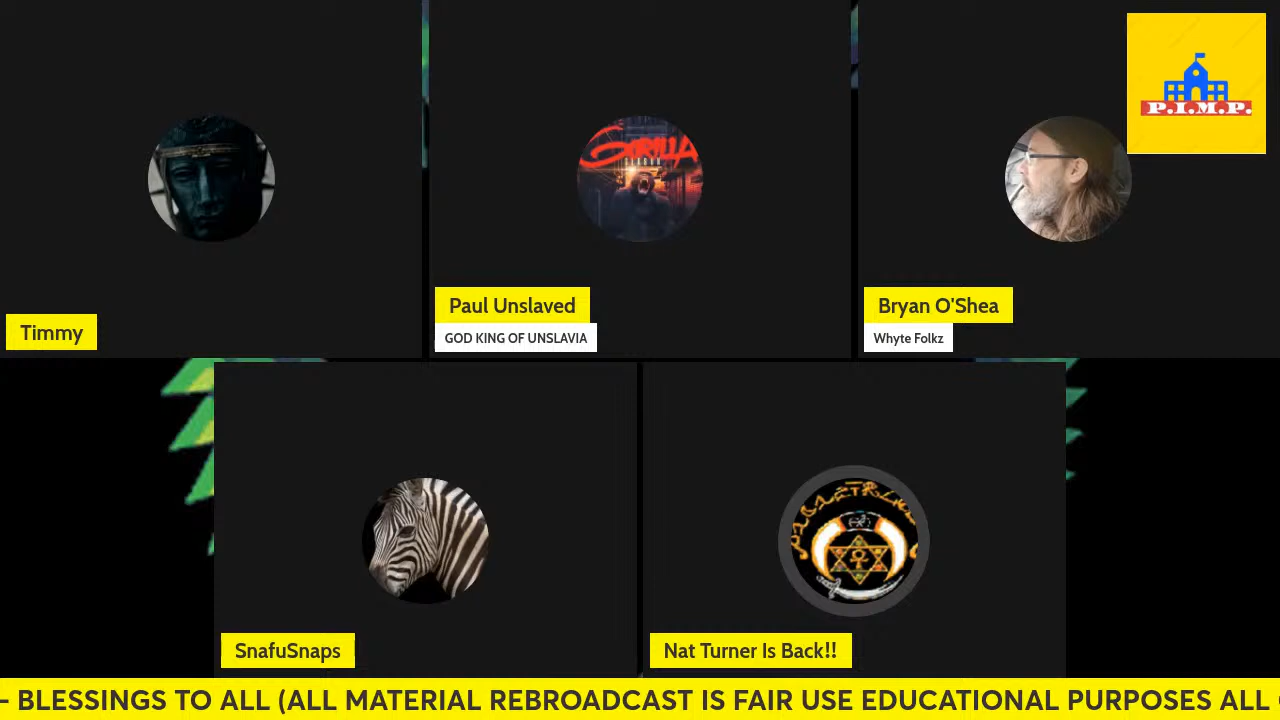 P.I.M.P.
GORILLA
Timmy
Paul Unslaved
GOD KING OF UNSLAVIA
Bryan O'Shea
Whyte Folkz
SnafuSnaps
Nat Turner Is Back!!
- BLESSINGS TO ALL (ALL MATERIAL REBROADCAST IS FAIR USE EDUCATIONAL PURPOSES ALL